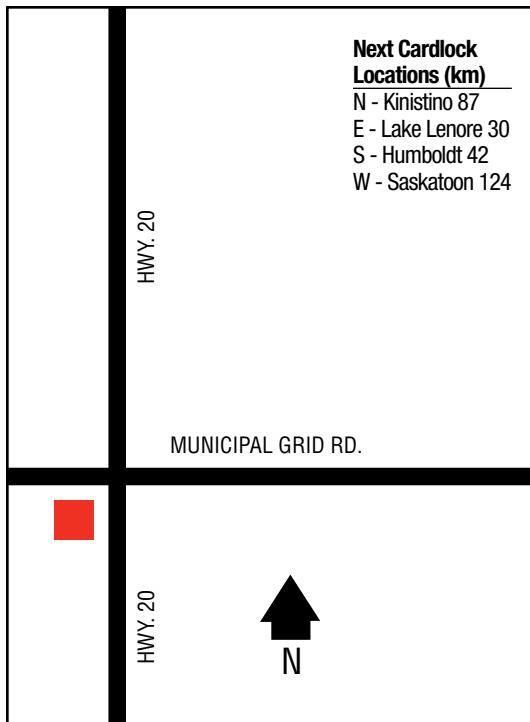 Next Cardlock
Locations (km)
N - Kinistino 87
E - Lake Lenore 30
S - Humboldt 42
W - Saskatoon 124
HWY. 20
MUNICIPAL GRID RD.
HWY. 20
N